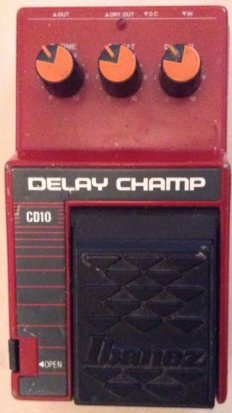 ▲OUT ▲DRY OUT ▼DC ▼IN
DELAY CHAMP
CD10
◀OPEN
Ibanez